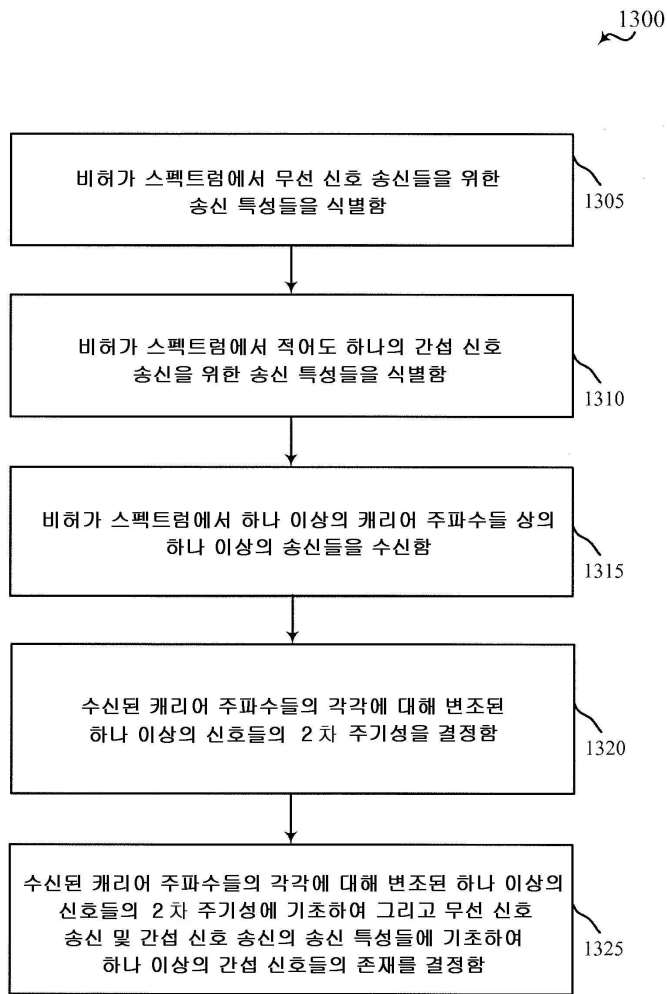 1300
비허가 스펙트럼에서 무선 신호 송신들을 위한
송신 특성들을 식별함
1305
비허가 스펙트럼에서 적어도 하나의 간섭 신호
송신을 위한 송신 특성들을 식별함
1310
비허가 스펙트럼에서 하나 이상의 캐리어 주파수들 상의
하나 이상의 송신들을 수신함
1315
수신된 캐리어 주파수들의 각각에 대해 변조된
하나 이상의 신호들의 2차 주기성을 결정함
1320
수신된 캐리어 주파수들의 각각에 대해 변조된 하나 이상의
신호들의 2차 주기성에 기초하여 그리고 무선 신호
송신 및 간섭 신호 송신의 송신 특성들에 기초하여
하나 이상의 간섭 신호들의 존재를 결정함
1325